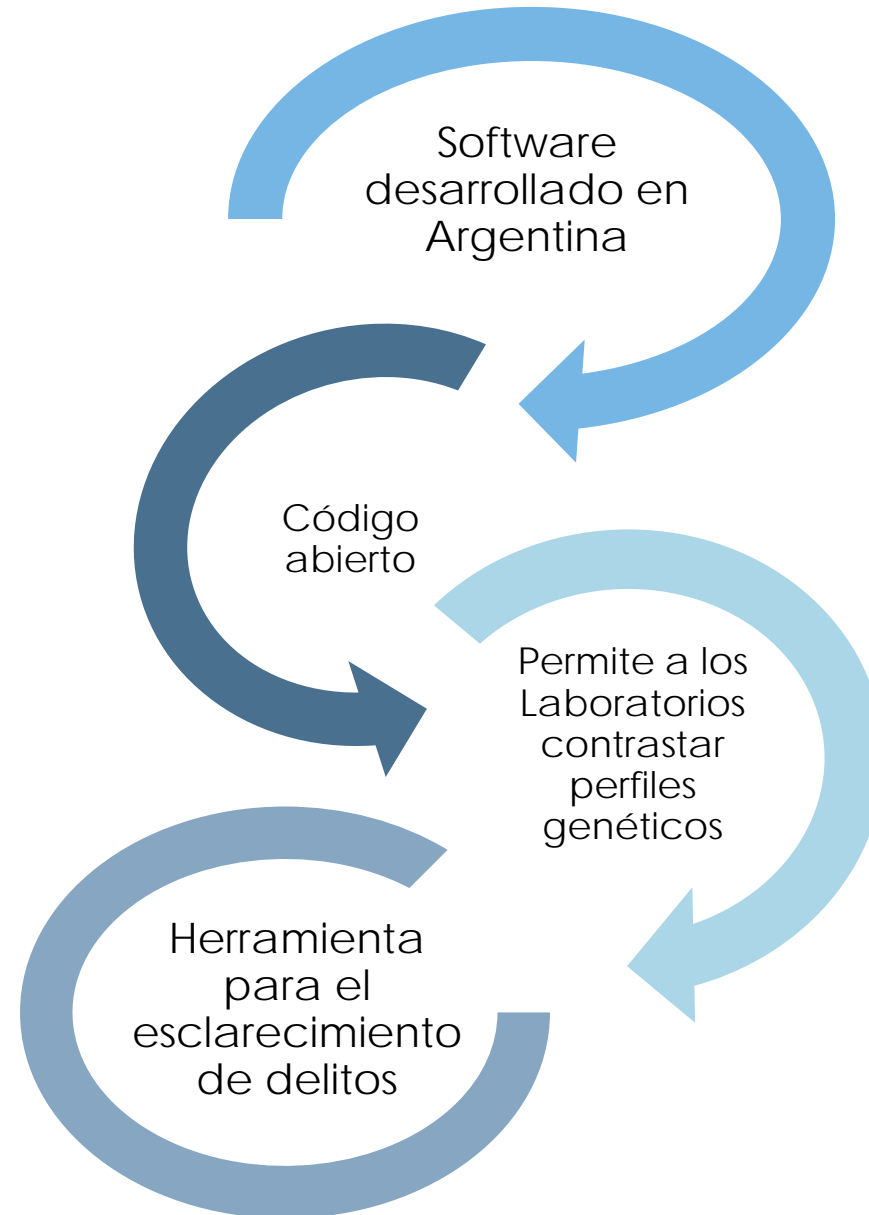 Software
desarrollado en
Argentina
Código
abierto
Permite a los
Laboratorios
contrastar
perfiles
genéticos
Herramienta
para el
esclarecimiento
de delitos